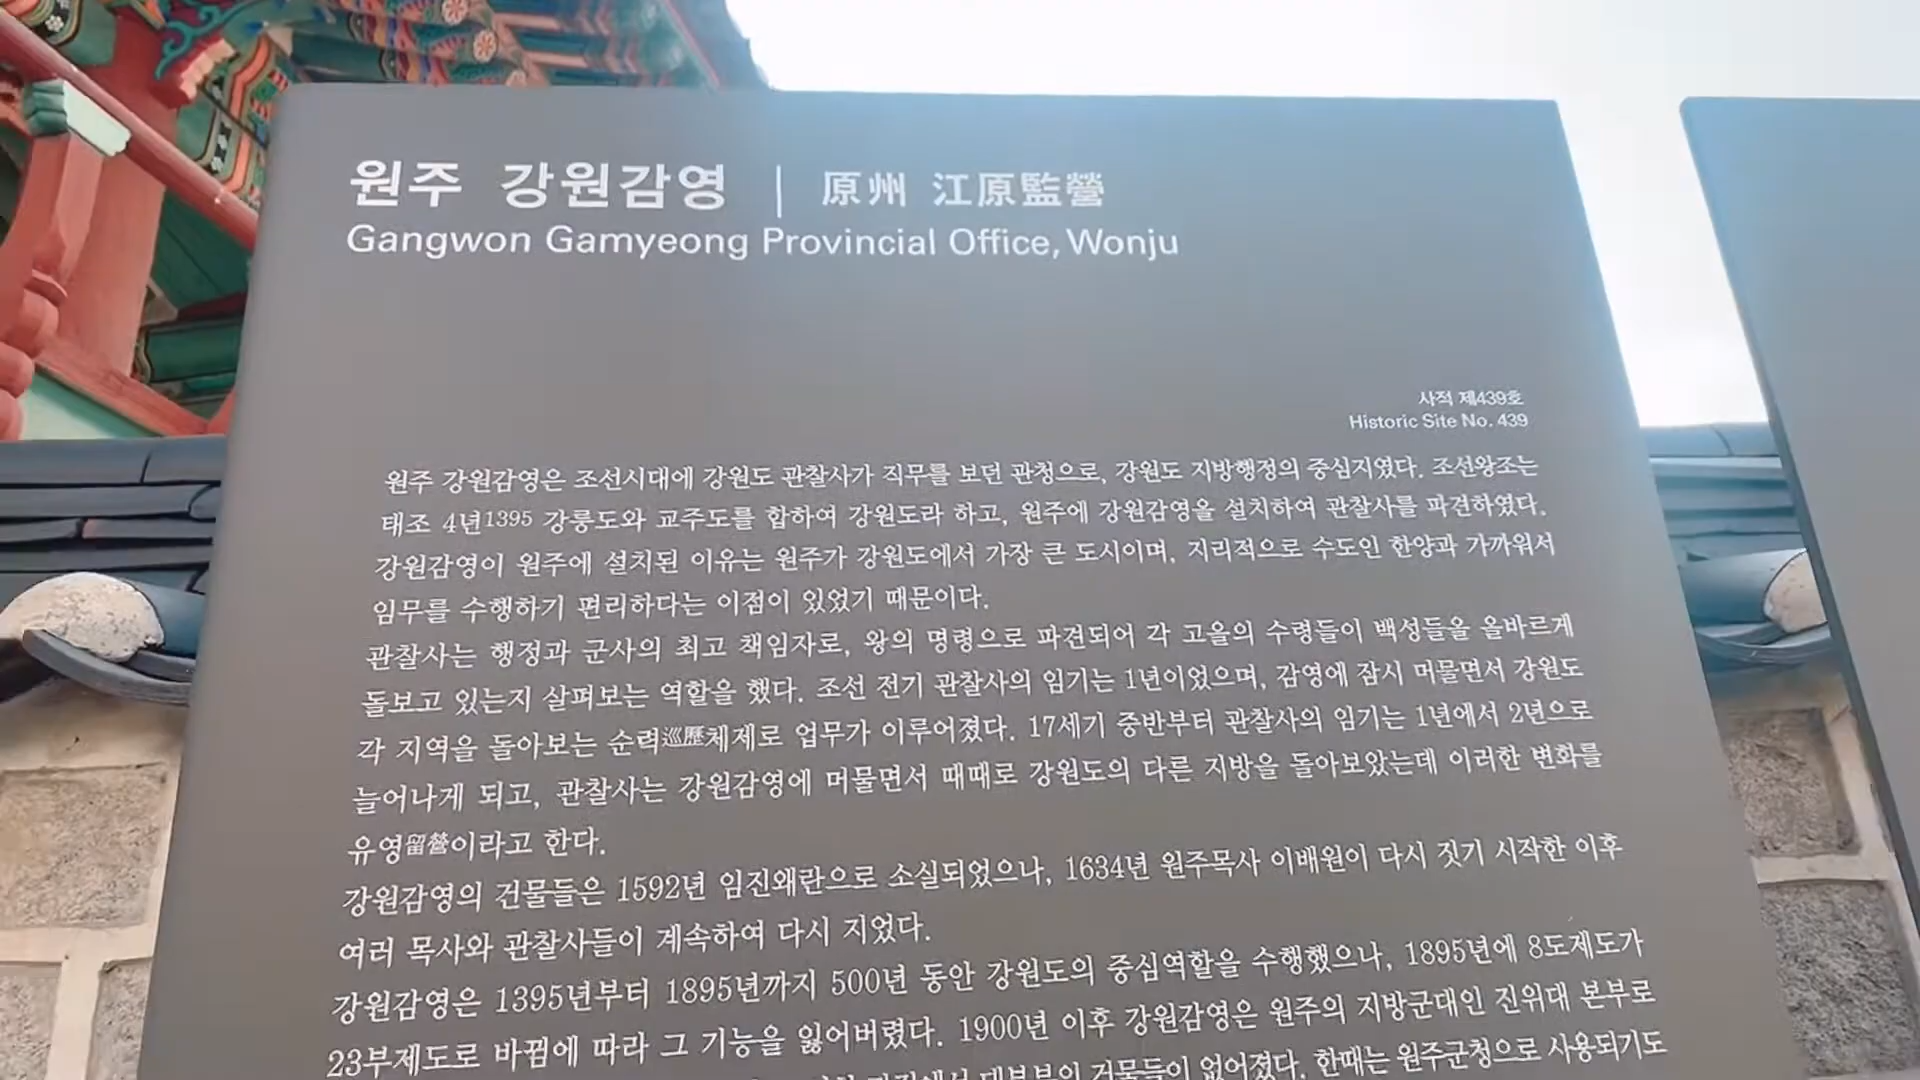 원주 강원감영 | 原州 江原監營
Gangwon Gamyeong Provincial Office, Wonju
사적 제439호
Historic Site No. 439
원주 강원감영은 조선시대에 강원도 관찰사가 직무를 보던 관청으로, 강원도 지방행정의 중심지였다. 조선왕조는
태조 4년1395 강릉도와 교주도를 합하여 강원도라 하고, 원주에 강원감영을 설치하여 관찰사를 파견하였다.
강원감영이 원주에 설치된 이유는 원주가 강원도에서 가장 큰 도시이며, 지리적으로 수도인 한양과 가까워서
임무를 수행하기 편리하다는 이점이 있었기 때문이다.
관찰사는 행정과 군사의 최고 책임자로, 왕의 명령으로 파견되어 각 고을의 수령들이 백성들을 올바르게
돌보고 있는지 살펴보는 역할을 했다. 조선 전기 관찰사의 임기는 1년이었으며, 감영에 잠시 머물면서 강원도
각 지역을 돌아보는 순력巡歷체제로 업무가 이루어졌다. 17세기 중반부터 관찰사의 임기는 1년에서 2년으로
늘어나게 되고, 관찰사는 강원감영에 머물면서 때때로 강원도의 다른 지방을 돌아보았는데 이러한 변화를
유영留營이라고 한다.
강원감영의 건물들은 1592년 임진왜란으로 소실되었으나, 1634년 원주목사 이배원이 다시 짓기 시작한 이후
여러 목사와 관찰사들이 계속하여 다시 지었다.
강원감영은 1395년부터 1895년까지 500년 동안 강원도의 중심역할을 수행했으나, 1895년에 8도제도가
23부제도로 바뀜에 따라 그 기능을 잃어버렸다. 1900년 이후 강원감영은 원주의 지방군대인 진위대 본부로
대부분의 건물들이 없어졌다. 한때는 원주군청으로 사용되기도